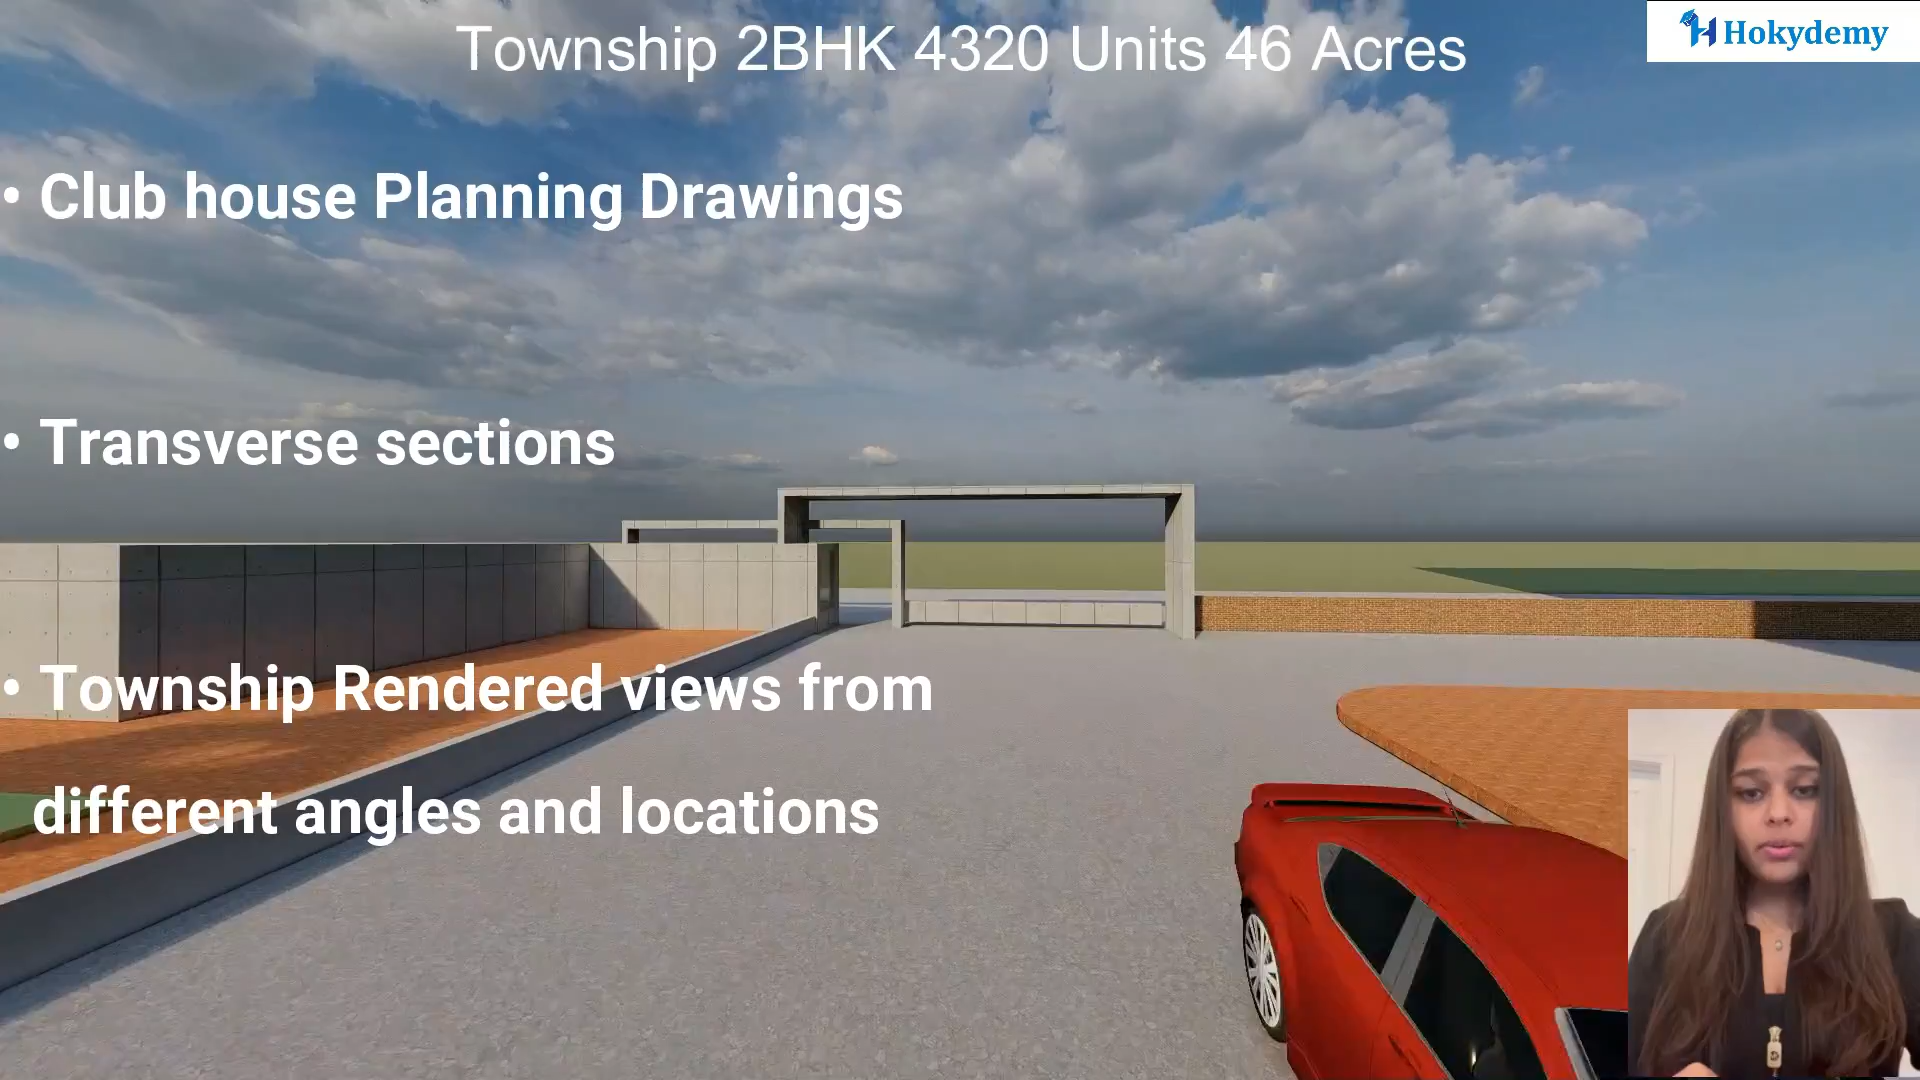 Township 2BHK 4320 Units 46 Acres
Hokydemy
• Club house Planning Drawings
• Transverse sections
• Township Rendered views from
different angles and locations